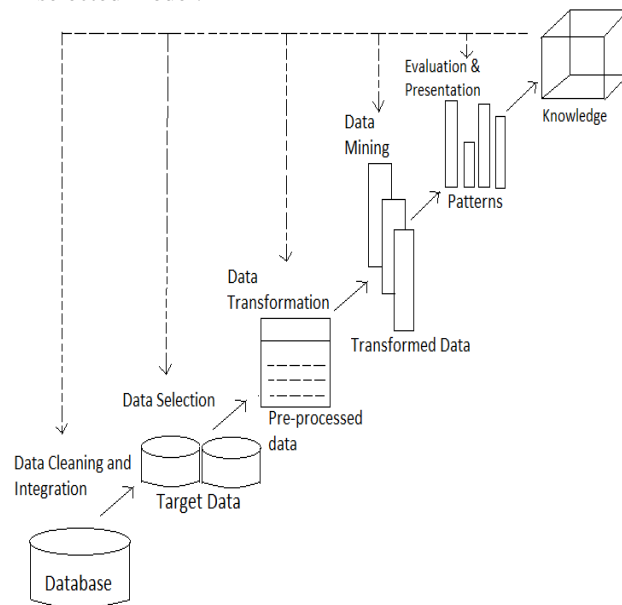 Evaluation &
Presentation
Knowledge
Data
Mining
Patterns
Data
Transformation
Transformed Data
Data Selection
Pre-processed
data
Data Cleaning and
Integration
Target Data
Database